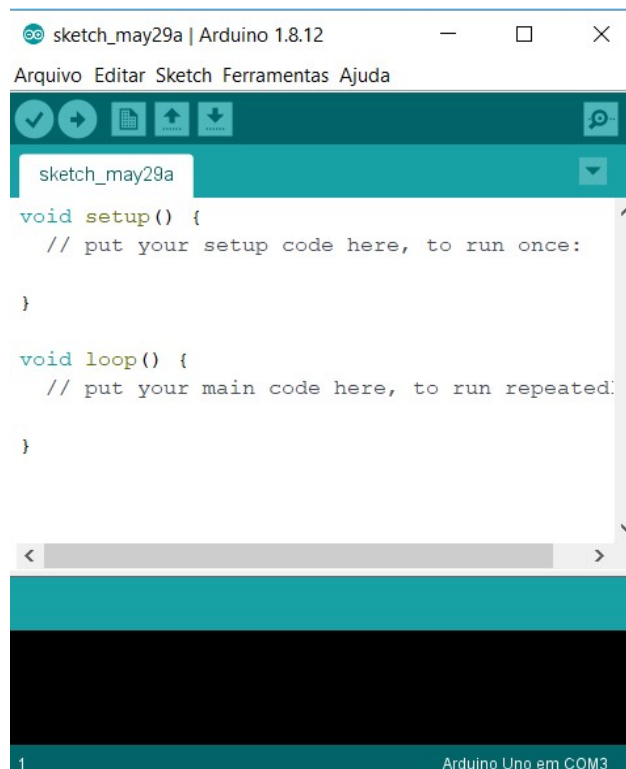 sketch_may29a | Arduino 1.8.12
Arquivo Editar Sketch Ferramentas Ajuda
sketch_may29a
void setup() {
// put your setup code here, to run once:
}
void loop() {
// put your main code here, to run repeatedl
}
1 Arduino Uno em COM3